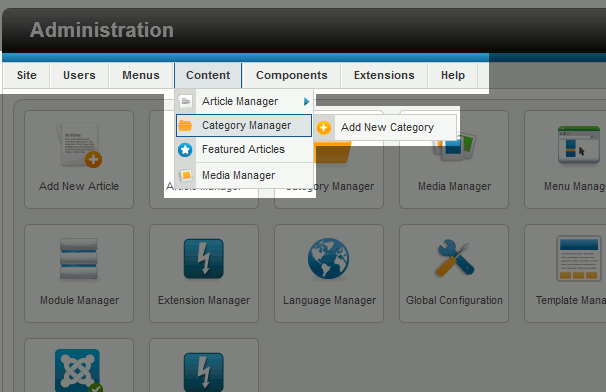 Administration
Site Users Menus Content Components Extensions Help
Article Manager
Category Manager
Add New Category
Featured Articles
Media Manager
Article
Add New Article Article Manager Category Manager Media Manager Menu Manag
Module Manager Extension Manager Language Manager Global Configuration Template Mana